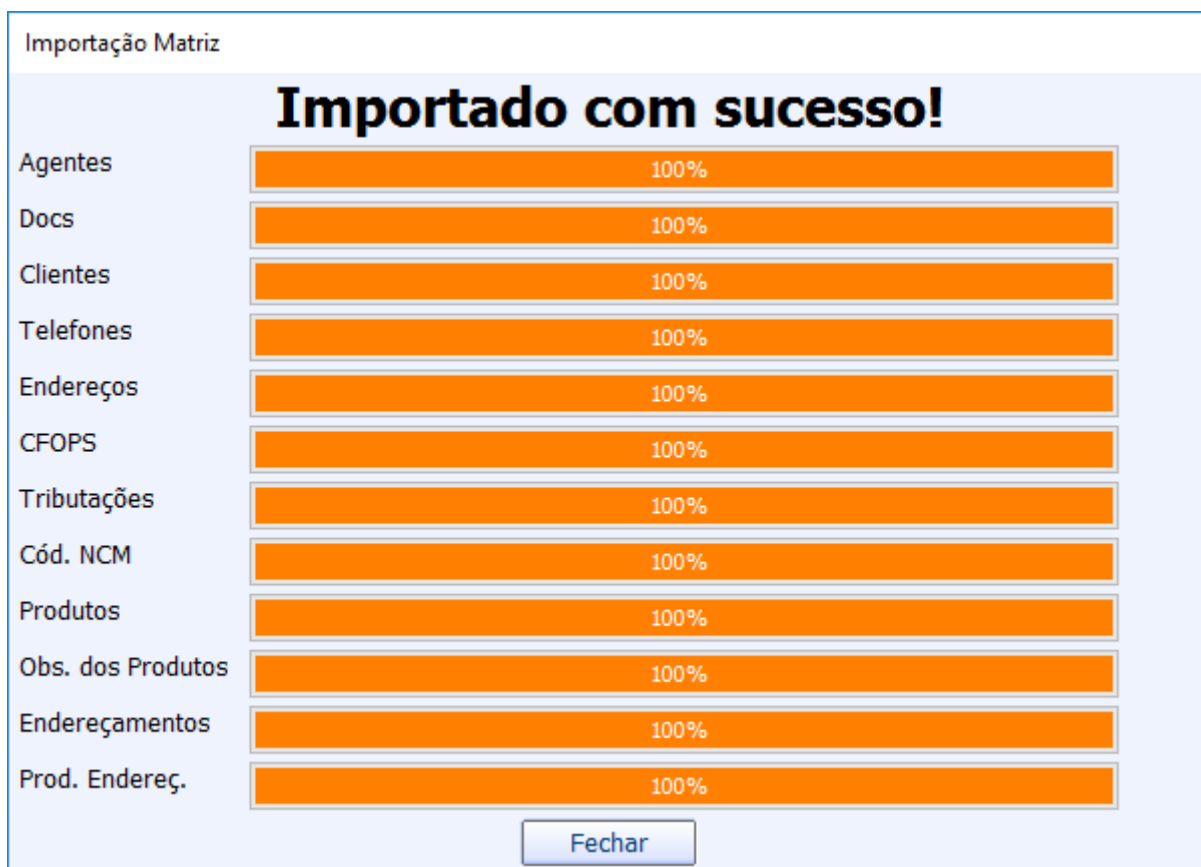 Importação Matriz
Importado com sucesso!
Agentes 100%
Docs 100%
Clientes 100%
Telefones 100%
Endereços 100%
CFOPS 100%
Tributações 100%
Cód. NCM 100%
Produtos 100%
Obs. dos Produtos 100%
Endereçamentos 100%
Prod. Endereç. 100%
Fechar